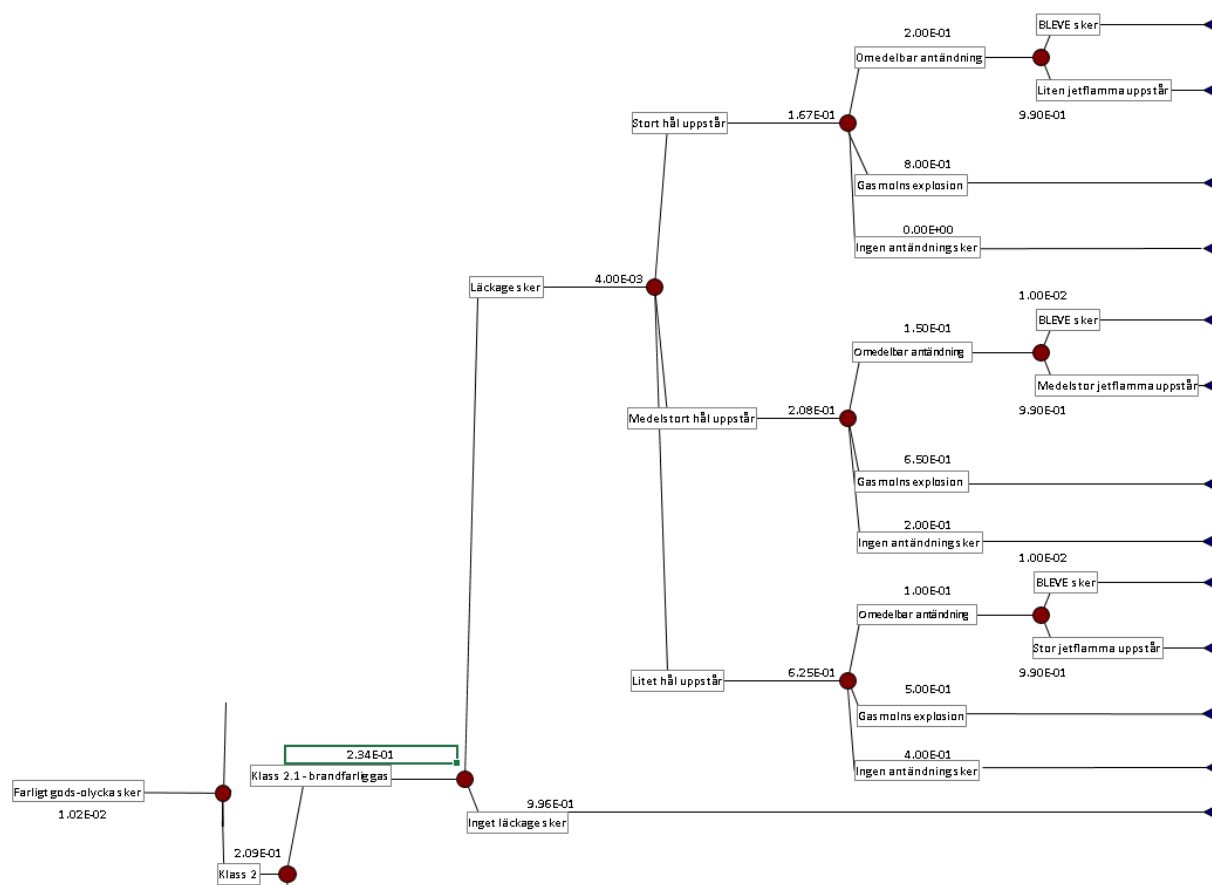 BLEVE sker
2.00E-01
Omedelbar antändning
Liten jetflamma uppstår
9.90E-01
Stort hål uppstår
1.67E-01
8.00E-01
Gasmolnsexplosion
0.00E+00
Ingen antändning sker
Läckage sker
4.00E-03
1.00E-02
BLEVE sker
1.50E-01
Omedelbar antändning
Medelstor jetflamma uppstår
9.90E-01
Medelstort hål uppstår
2.08E-01
6.50E-01
Gasmolnsexplosion
2.00E-01
Ingen antändning sker
1.00E-02
BLEVE sker
1.00E-01
Omedelbar antändning
Stor jetflamma uppstår
9.90E-01
Litet hål uppstår
6.25E-01
5.00E-01
Gasmolnsexplosion
4.00E-01
Ingen antändning sker
2.34E-01
Klass 2.1 - brandfarlig gas
Farligt gods-olycka sker
1.02E-02
9.96E-01
Inget läckage sker
2.09E-01
Klass 2